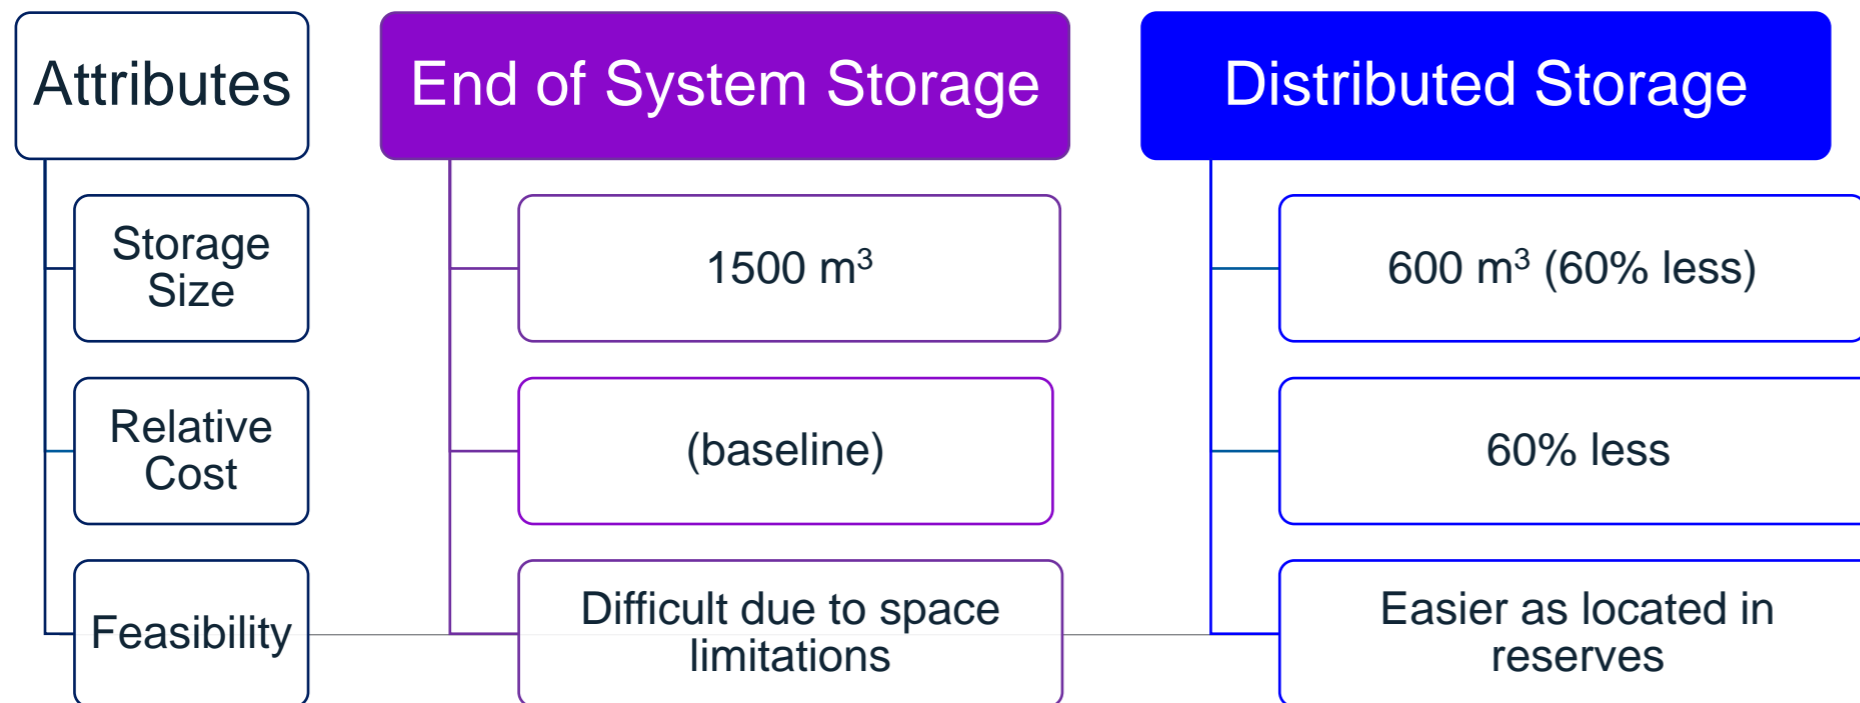 Attributes
End of System Storage
Distributed Storage
Storage
Size
1500 m³
600 m³ (60% less)
Relative
Cost
(baseline)
60% less
Feasibility
Difficult due to space
limitations
Easier as located in
reserves